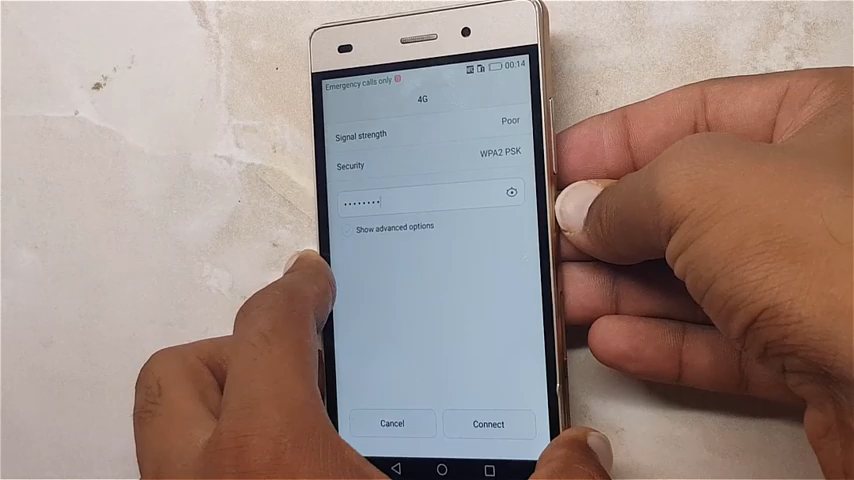 Emergency calls only
00:14
4G
Signal strength
Poor
Security
WPA2 PSK
••••••••
Show advanced options
Cancel
Connect